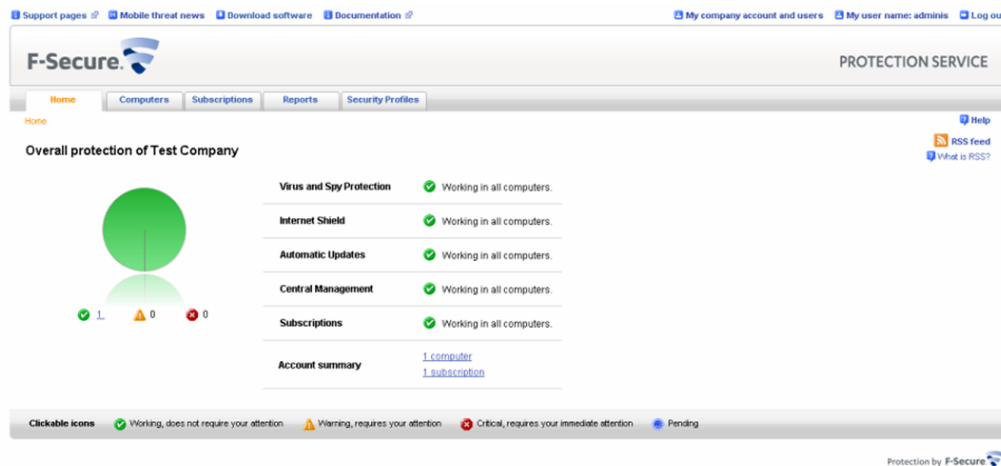 Support pages Mobile threat news Download software Documentation My company account and users My user name: adminis Log ou
F-Secure. PROTECTION SERVICE
Home Computers Subscriptions Reports Security Profiles
Home Help
RSS feed
Overall protection of Test Company
What is RSS?
Virus and Spy Protection Working in all computers.
Internet Shield Working in all computers.
Automatic Updates Working in all computers.
Central Management Working in all computers.
1 0 0
Subscriptions Working in all computers.
Account summary
1 computer
1 subscription
Clickable icons Working, does not require your attention Warning, requires your attention Critical, requires your immediate attention Pending
Protection by F-Secure